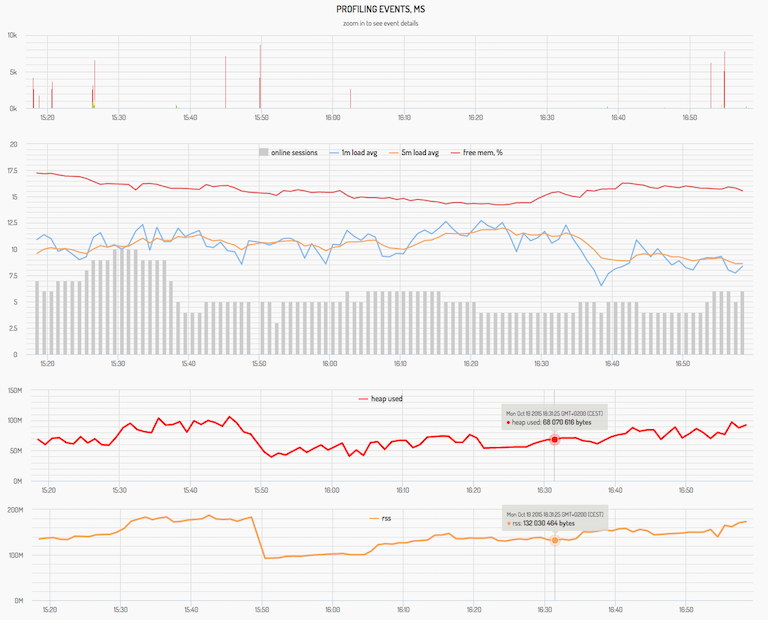 PROFILING EVENTS, MS
zoom in to see event details
10k
5k
0k
15:20 15:30 15:40 15:50 16:00 16:10 16:20 16:30 16:40 16:50
online sessions 1m load avg 5m load avg free mem, %
20
17.5
15
12.5
10
7.5
5
2.5
0
15:20 15:30 15:40 15:50 16:00 16:10 16:20 16:30 16:40 16:50
heap used
150M
100M
50M
0M
Mon Oct 19 2015 16:31:25 GMT+0200 (CEST)
heap used: 68 070 616 bytes
15:20 15:30 15:40 15:50 16:00 16:10 16:20 16:30 16:40 16:50
rss
200M
100M
0M
Mon Oct 19 2015 16:31:25 GMT+0200 (CEST)
rss: 132 030 464 bytes
15:20 15:30 15:40 15:50 16:00 16:10 16:20 16:30 16:40 16:50